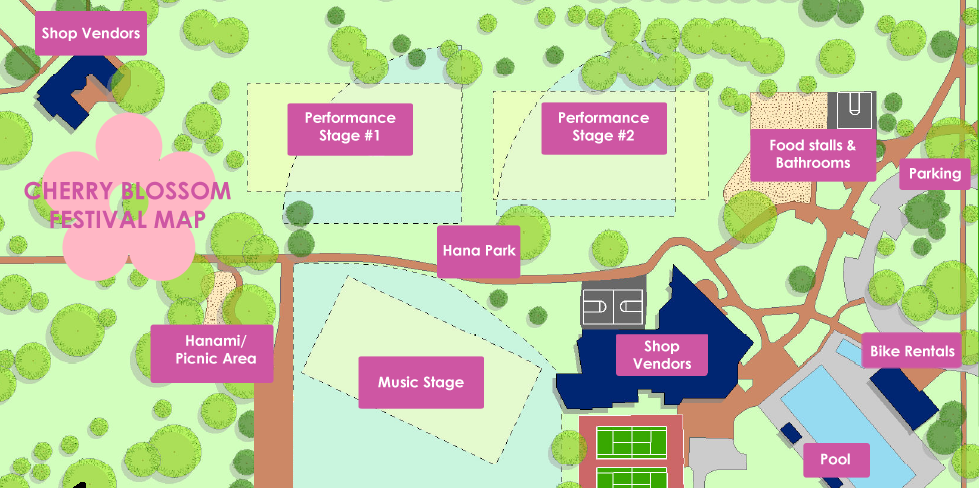 Shop Vendors
Performance
Stage #1
Performance
Stage #2
Food stalls &
Bathrooms
Parking
CHERRY BLOSSOM
FESTIVAL MAP
Hana Park
Hanami/
Picnic Area
Music Stage
Shop
Vendors
Bike Rentals
Pool